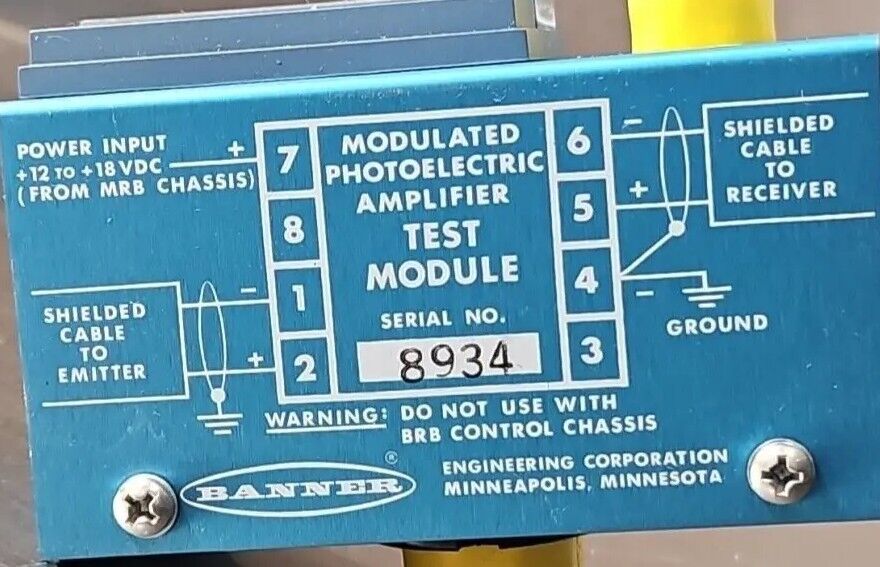 POWER INPUT
+12 TO +18 VDC
(FROM MRB CHASSIS)
+
7
8
1
2
SHIELDED
CABLE
TO
EMITTER
-
+
MODULATED
PHOTOELECTRIC
AMPLIFIER
TEST
MODULE
SERIAL NO.
8934
6
5
4
3
-
+
-
SHIELDED
CABLE
TO
RECEIVER
GROUND
WARNING: DO NOT USE WITH
BRB CONTROL CHASSIS
BANNER ®
ENGINEERING CORPORATION
MINNEAPOLIS, MINNESOTA